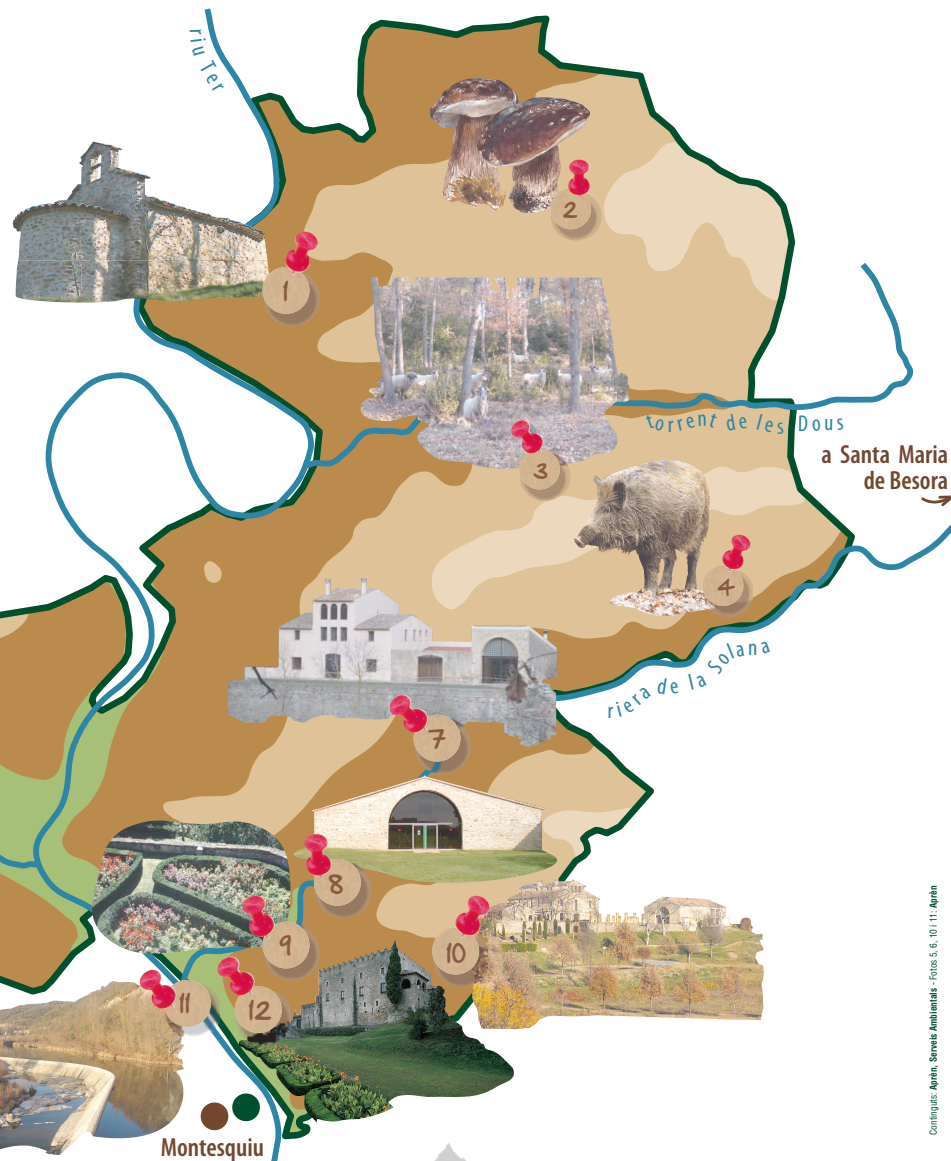 riu Ter
1
2
torrent de les Dous
a Santa Maria
de Besora
3
4
riera de la Solana
7
8
9
10
11
12
Montesquiu
Continguts: Aprèn, Serveis Ambientals - Fotos 5, 6, 10 i 11: Aprèn